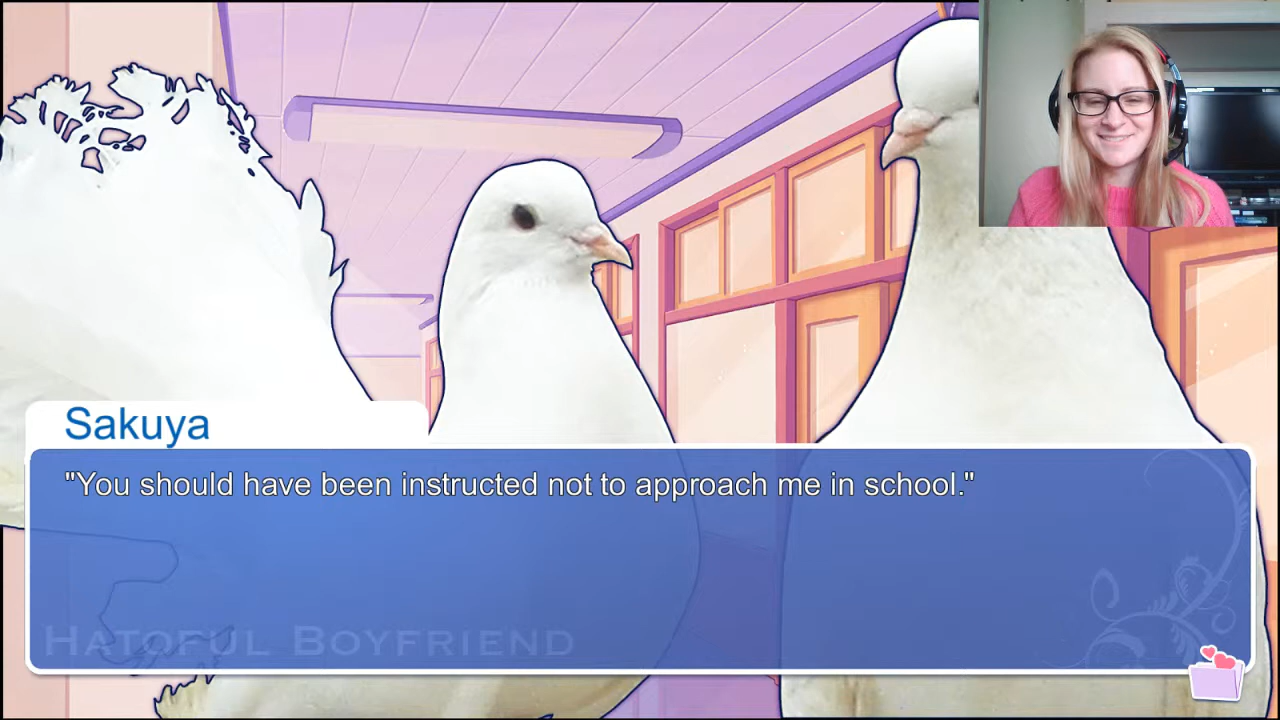 Sakuya
"You should have been instructed not to approach me in school."
HATOFUL BOYFRIEND